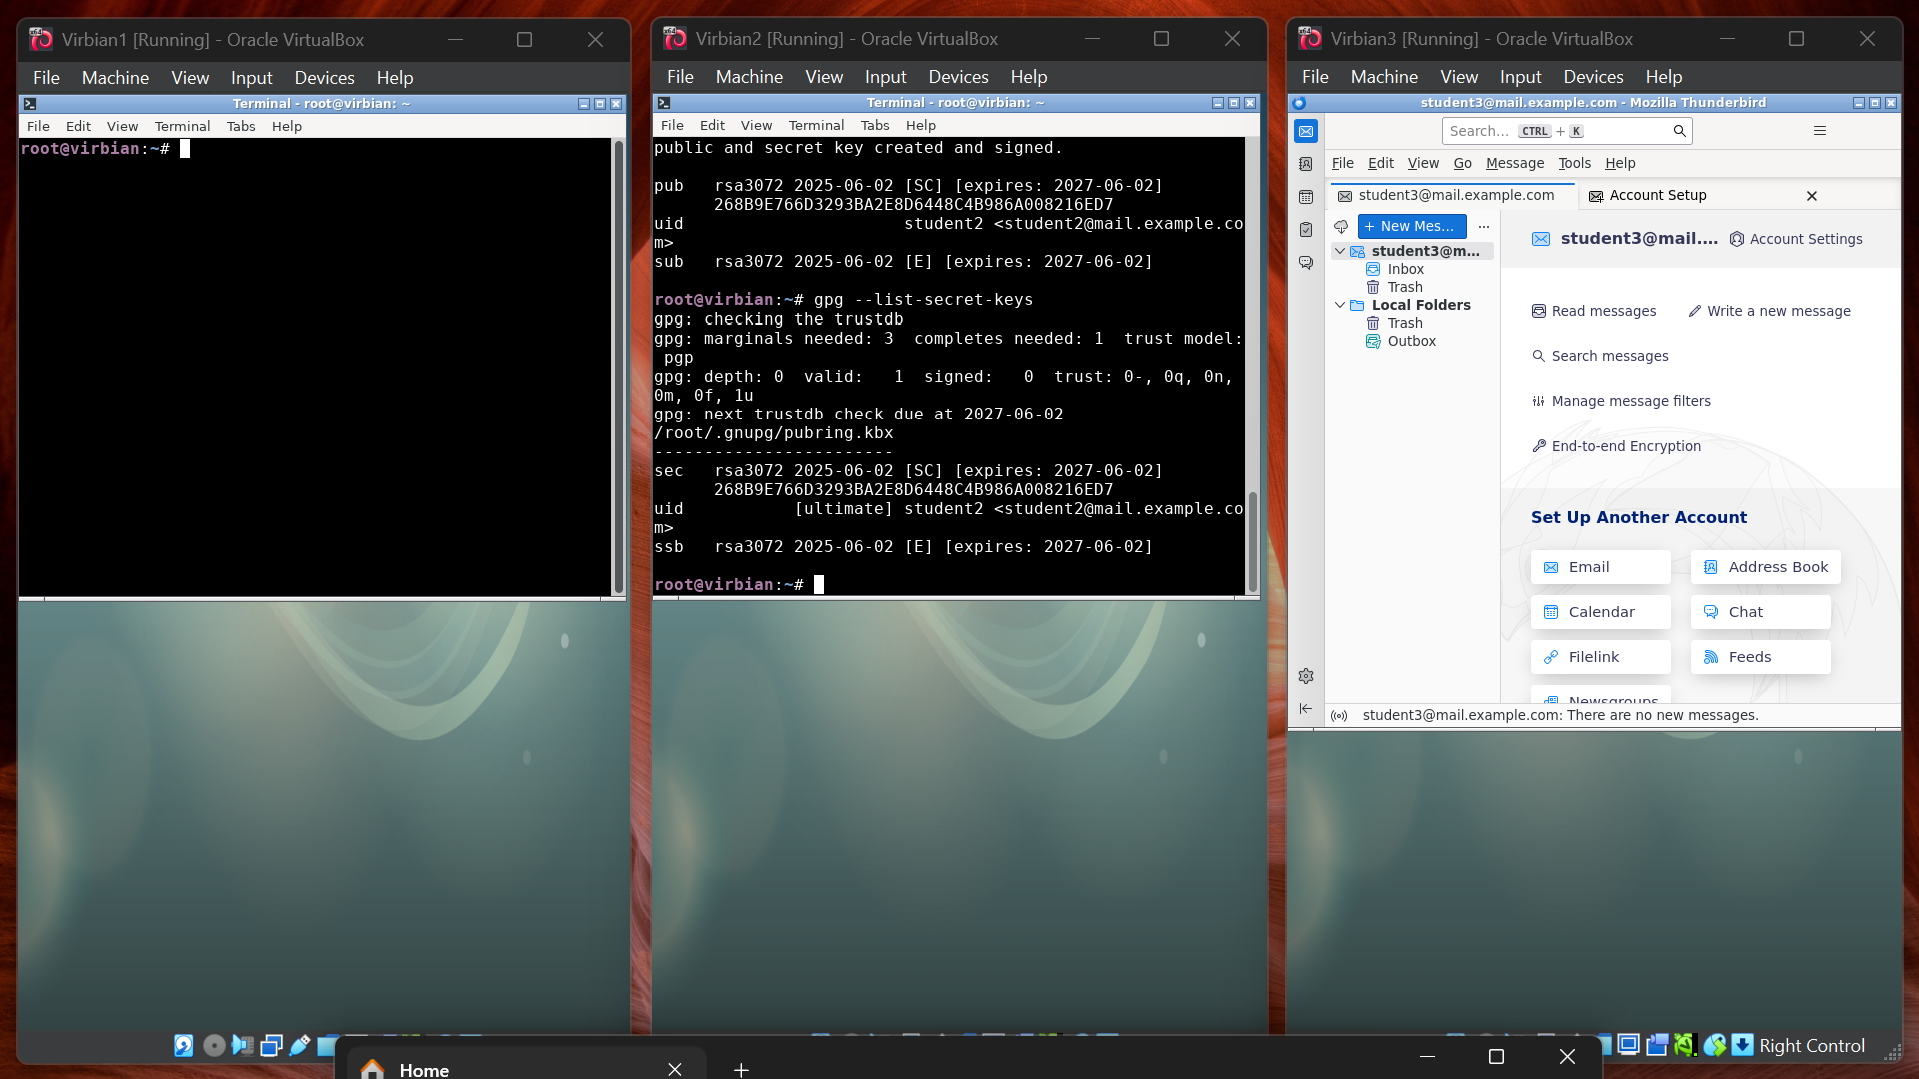 Virbian1 [Running] - Oracle VirtualBox
File Machine View Input Devices Help
Terminal - root@virbian: ~
File Edit View Terminal Tabs Help
root@virbian:~#
Virbian2 [Running] - Oracle VirtualBox
File Machine View Input Devices Help
Terminal - root@virbian: ~
File Edit View Terminal Tabs Help
public and secret key created and signed.
pub   rsa3072 2025-06-02 [SC] [expires: 2027-06-02]
      268B9E766D3293BA2E8D6448C4B986A008216ED7
uid                      student2 <student2@mail.example.co
m>
sub   rsa3072 2025-06-02 [E] [expires: 2027-06-02]
root@virbian:~# gpg --list-secret-keys
gpg: checking the trustdb
gpg: marginals needed: 3  completes needed: 1  trust model:
 pgp
gpg: depth: 0  valid:   1  signed:   0  trust: 0-, 0q, 0n,
0m, 0f, 1u
gpg: next trustdb check due at 2027-06-02
/root/.gnupg/pubring.kbx
------------------------
sec   rsa3072 2025-06-02 [SC] [expires: 2027-06-02]
      268B9E766D3293BA2E8D6448C4B986A008216ED7
uid           [ultimate] student2 <student2@mail.example.co
m>
ssb   rsa3072 2025-06-02 [E] [expires: 2027-06-02]
root@virbian:~#
Virbian3 [Running] - Oracle VirtualBox
File Machine View Input Devices Help
student3@mail.example.com - Mozilla Thunderbird
Search... CTRL + K
File Edit View Go Message Tools Help
student3@mail.example.com Account Setup
+ New Mes...
student3@m...
Inbox
Trash
Local Folders
Trash
Outbox
student3@mail.... Account Settings
Read messages Write a new message
Search messages
Manage message filters
End-to-end Encryption
Set Up Another Account
Email Address Book
Calendar Chat
Filelink Feeds
Newsgroups
student3@mail.example.com: There are no new messages.
Right Control
Home